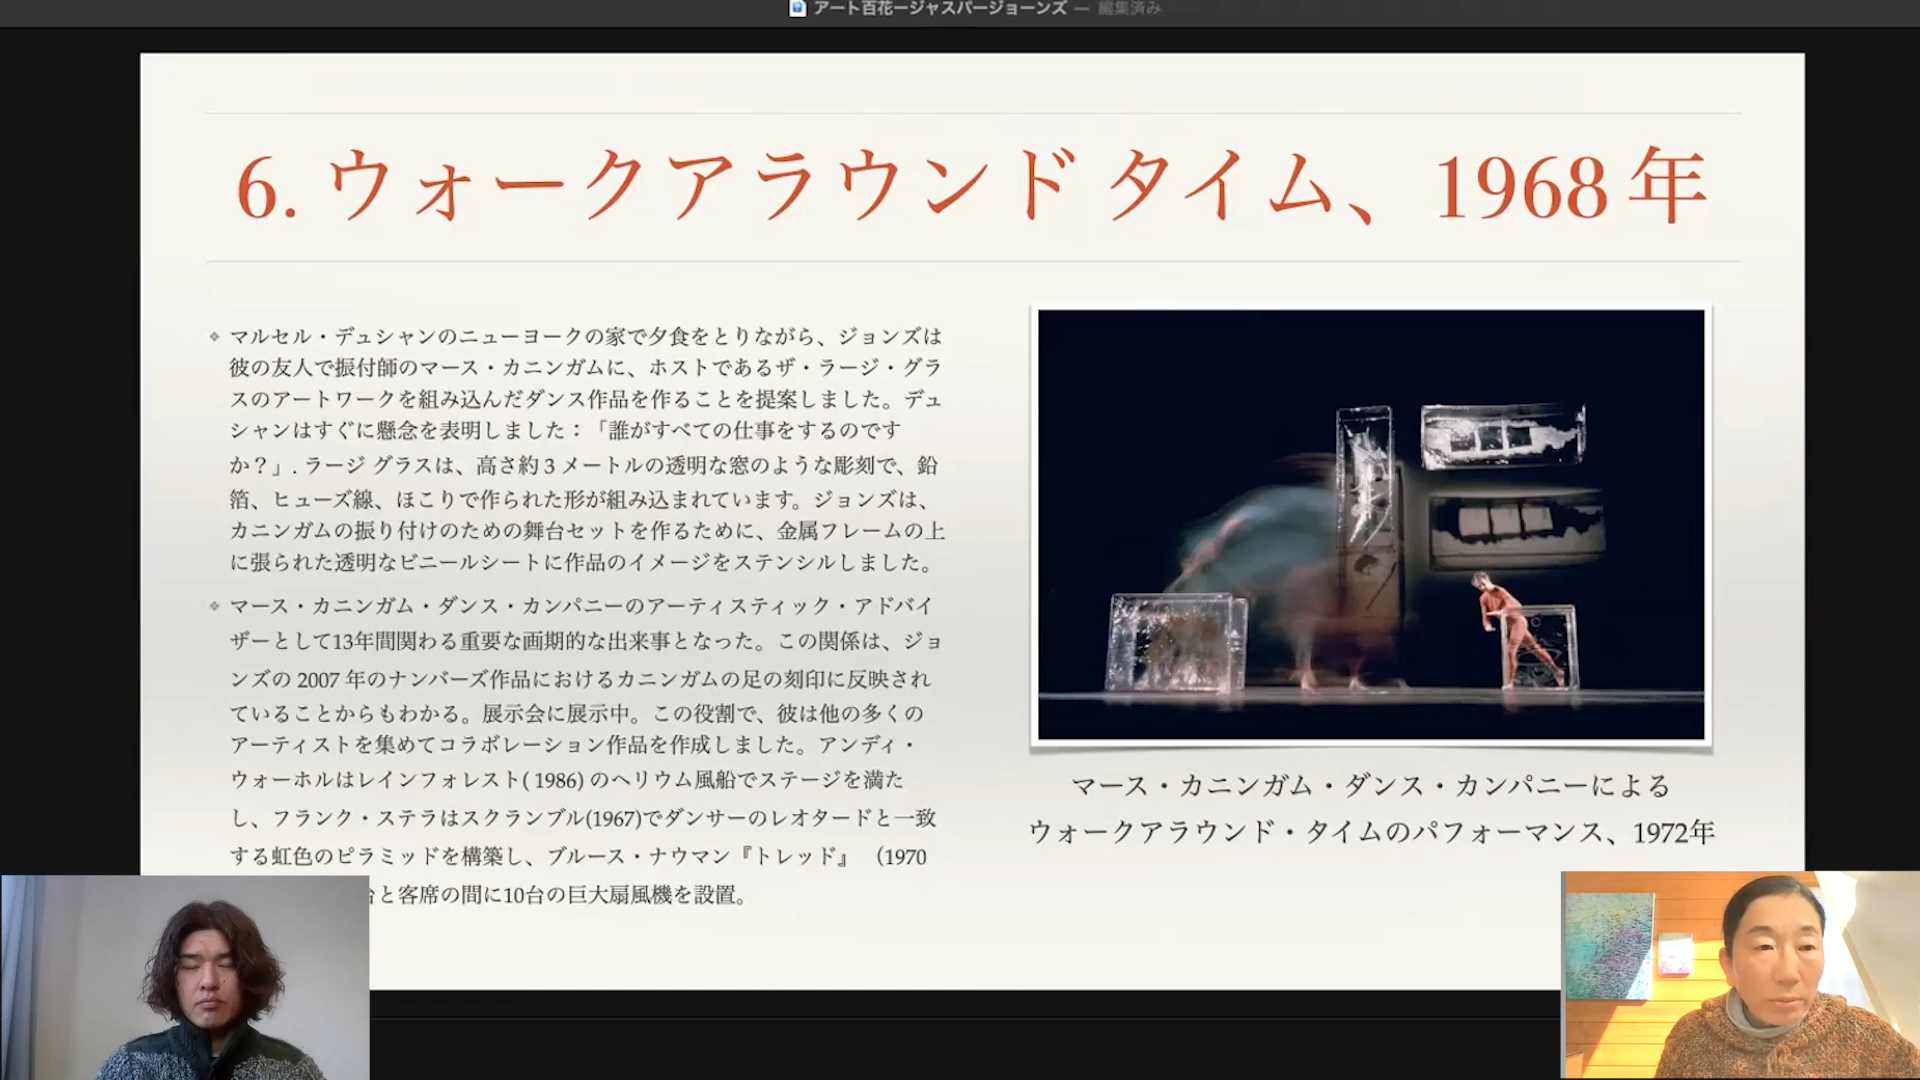 アート百花ージャスパージョーンズ — 編集済み
6. ウォークアラウンド タイム、1968 年
マルセル・デュシャンのニューヨークの家で夕食をとりながら、ジョンズは
彼の友人で振付師のマース・カニンガムに、ホストであるザ・ラージ・グラ
スのアートワークを組み込んだダンス作品を作ることを提案しました。デュ
シャンはすぐに懸念を表明しました：「誰がすべての仕事をするのです
か？」. ラージ グラスは、高さ約 3 メートルの透明な窓のような彫刻で、鉛
箔、ヒューズ線、ほこりで作られた形が組み込まれています。ジョンズは、
カニンガムの振り付けのための舞台セットを作るために、金属フレームの上
に張られた透明なビニールシートに作品のイメージをステンシルしました。
マース・カニンガム・ダンス・カンパニーのアーティスティック・アドバイ
ザーとして13年間関わる重要な画期的な出来事となった。この関係は、ジョ
ンズの 2007 年のナンバーズ作品におけるカニンガムの足の刻印に反映され
ていることからもわかる。展示会に展示中。この役割で、彼は他の多くの
アーティストを集めてコラボレーション作品を作成しました。アンディ・
ウォーホルはレインフォレスト( 1986) のヘリウム風船でステージを満た
し、フランク・ステラはスクランブル(1967)でダンサーのレオタードと一致
する虹色のピラミッドを構築し、ブルース・ナウマン『トレッド』 （1970
台と客席の間に10台の巨大扇風機を設置。
マース・カニンガム・ダンス・カンパニーによる
ウォークアラウンド・タイムのパフォーマンス、1972年